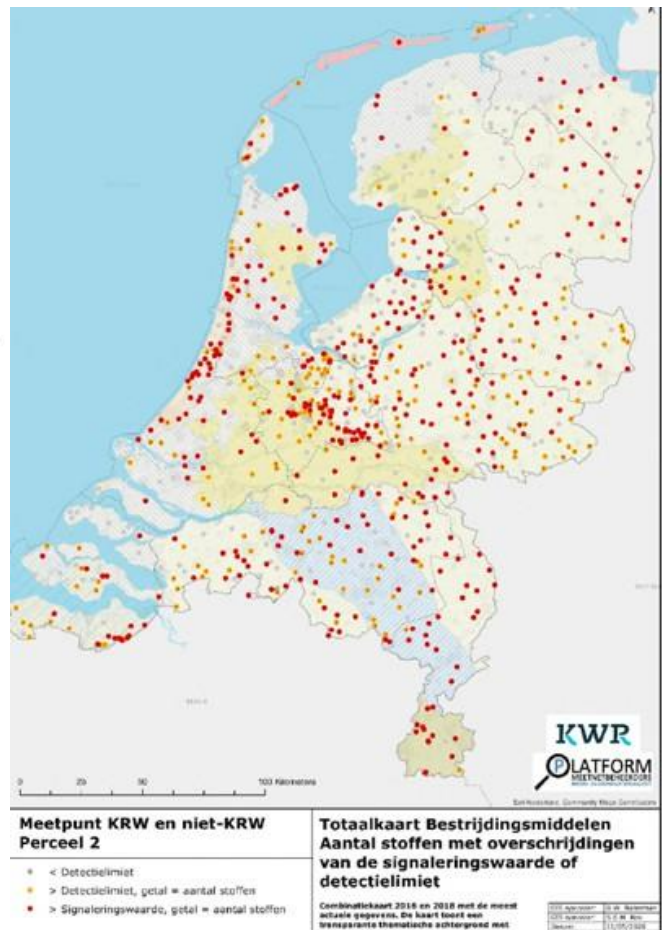 KWR
PLATFORM
MEETNETBEHEERDERS
0 25 50 100 Kilometers
Meetpunt KRW en niet-KRW
Perceel 2
< Detectielimiet
> Detectielimiet, getal = aantal stoffen
> Signaleringswaarde, getal = aantal stoffen
Totaalkaart Bestrijdingsmiddelen
Aantal stoffen met overschrijdingen
van de signaleringswaarde of
detectielimiet
Combinatiekaart 2016 en 2018 met de meest
actuele gegevens. De kaart toont een
transparante thematische achtergrond met